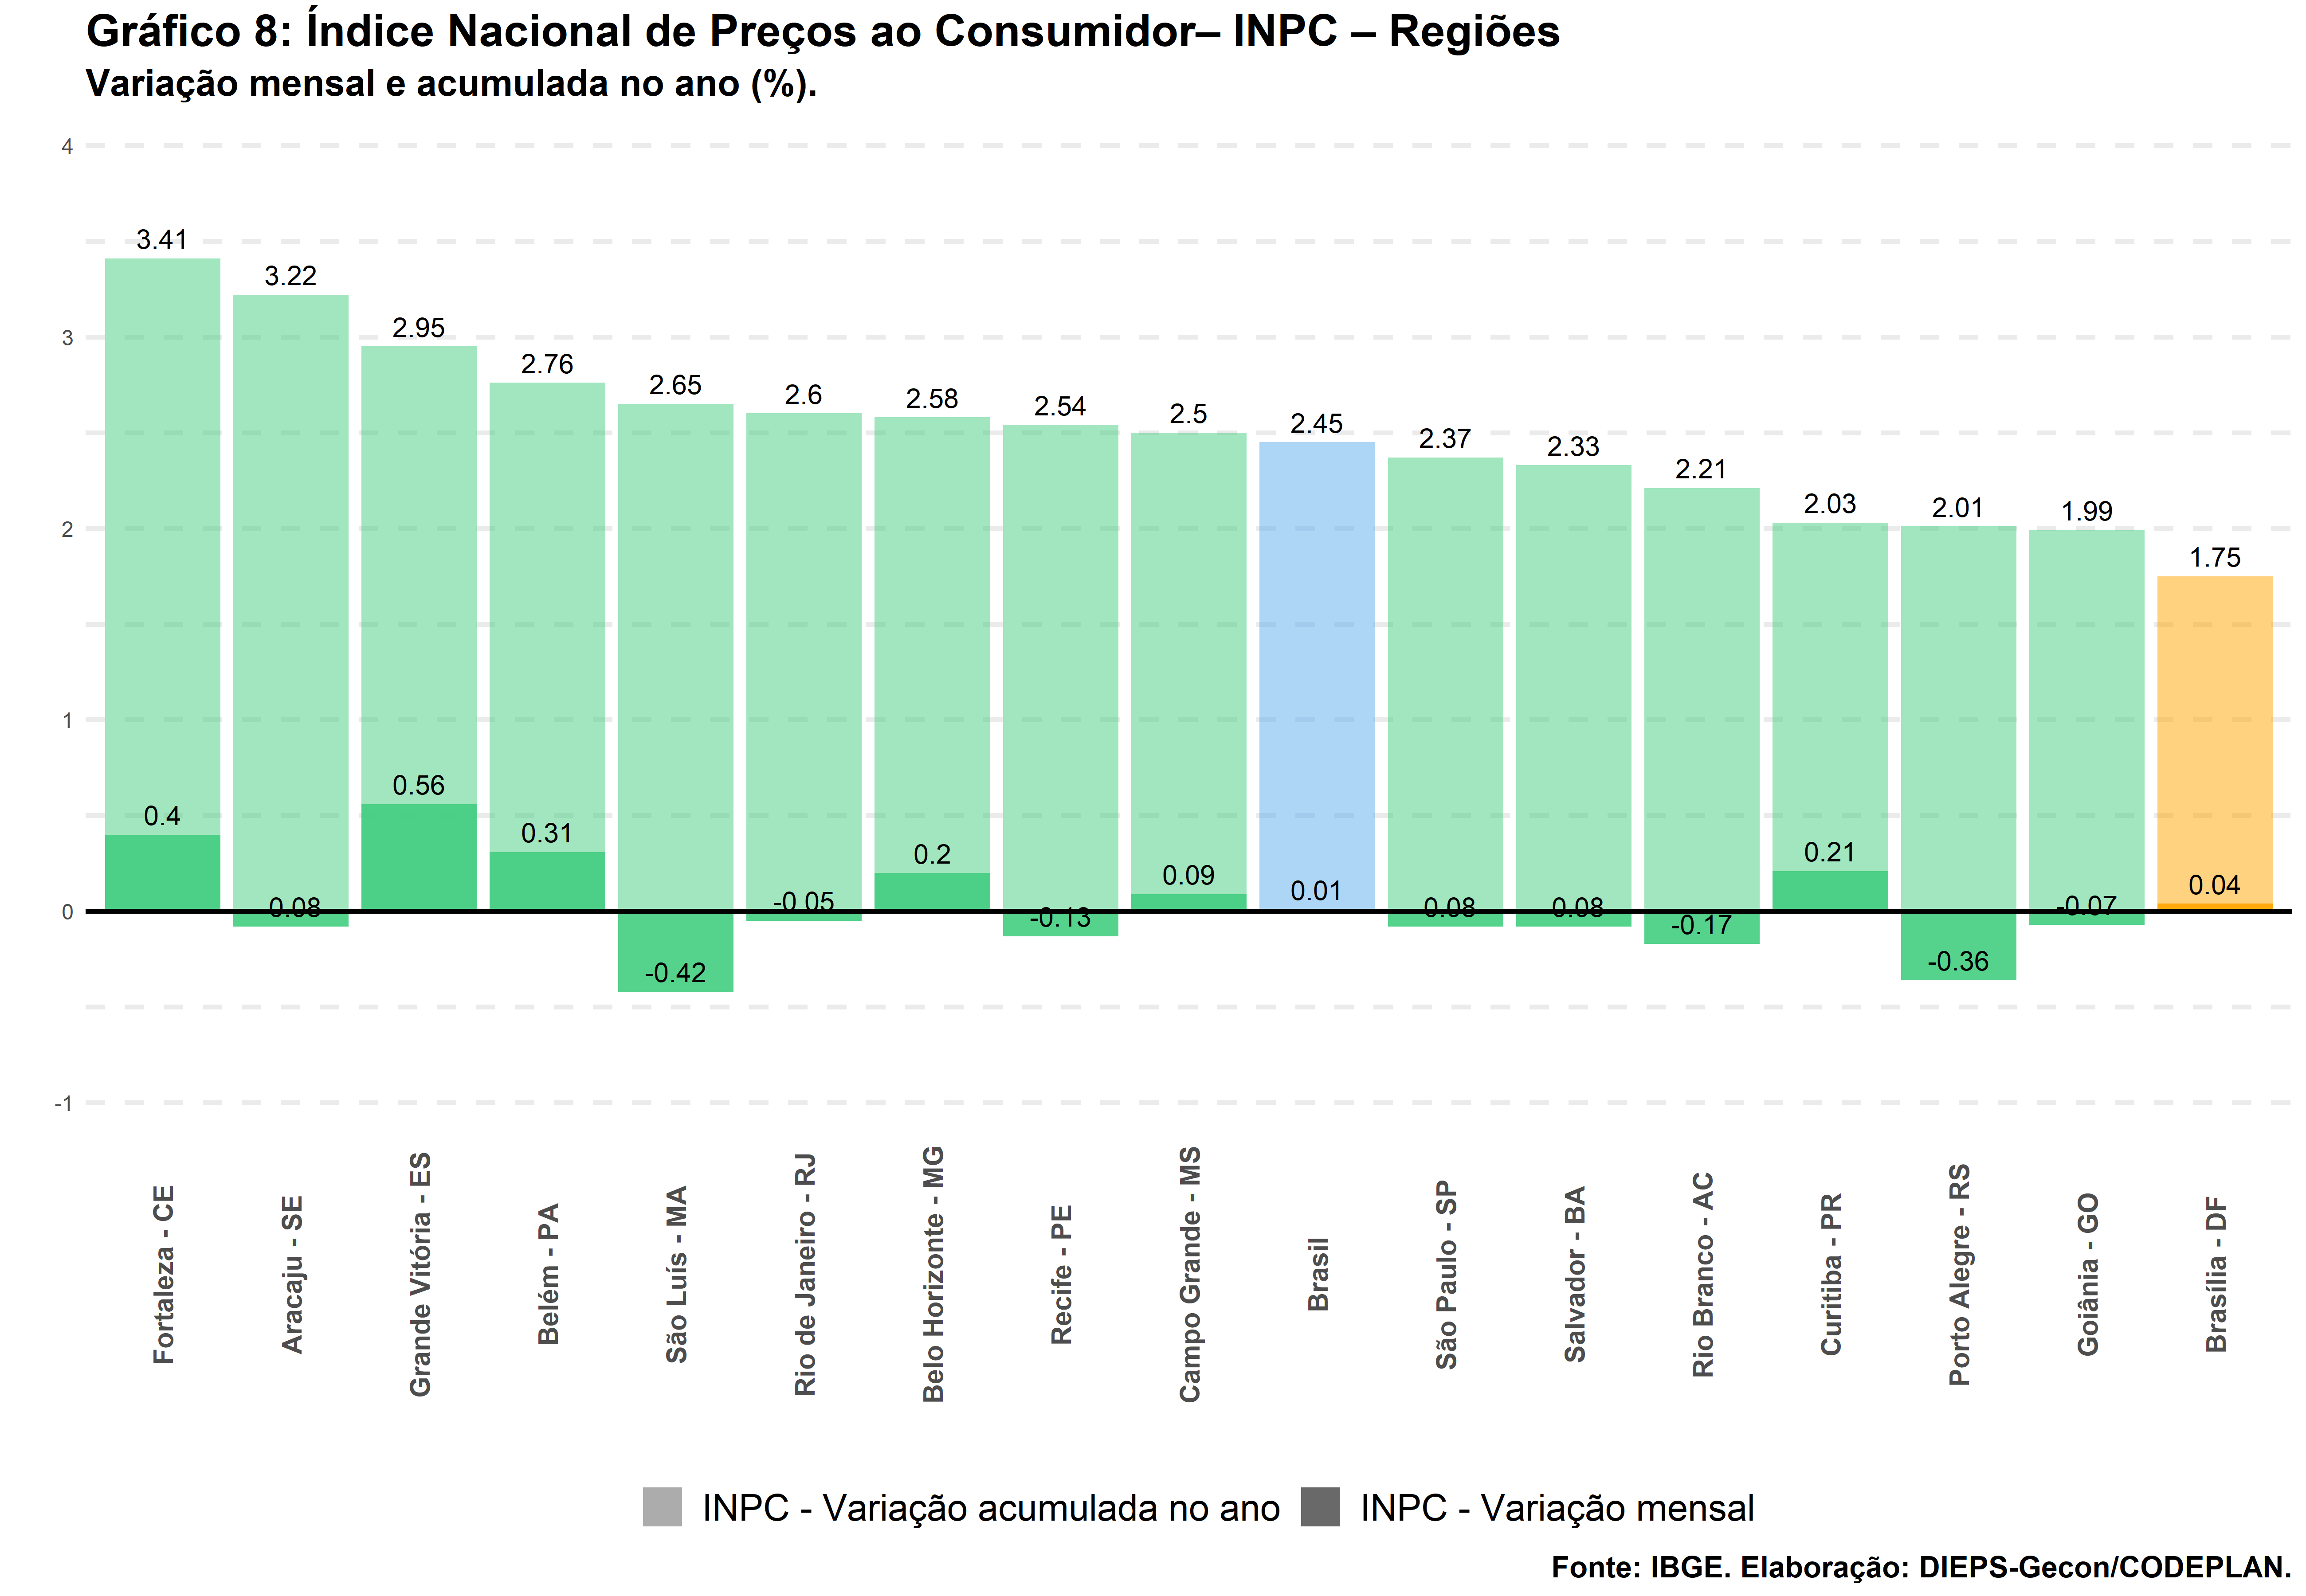 Gráfico 8: Índice Nacional de Preços ao Consumidor– INPC – Regiões
Variação mensal e acumulada no ano (%).
4
3
2
1
0
-1
3.41
3.22
2.95
2.76
2.65
2.6
2.58
2.54
2.5
2.45
2.37
2.33
2.21
2.03
2.01
1.99
1.75
0.4
-0.08
0.56
0.31
-0.42
-0.05
0.2
-0.13
0.09
0.01
-0.08
-0.08
-0.17
0.21
-0.36
-0.07
0.04
Fortaleza - CE
Aracaju - SE
Grande Vitória - ES
Belém - PA
São Luís - MA
Rio de Janeiro - RJ
Belo Horizonte - MG
Recife - PE
Campo Grande - MS
Brasil
São Paulo - SP
Salvador - BA
Rio Branco - AC
Curitiba - PR
Porto Alegre - RS
Goiânia - GO
Brasília - DF
INPC - Variação acumulada no ano
INPC - Variação mensal
Fonte: IBGE. Elaboração: DIEPS-Gecon/CODEPLAN.